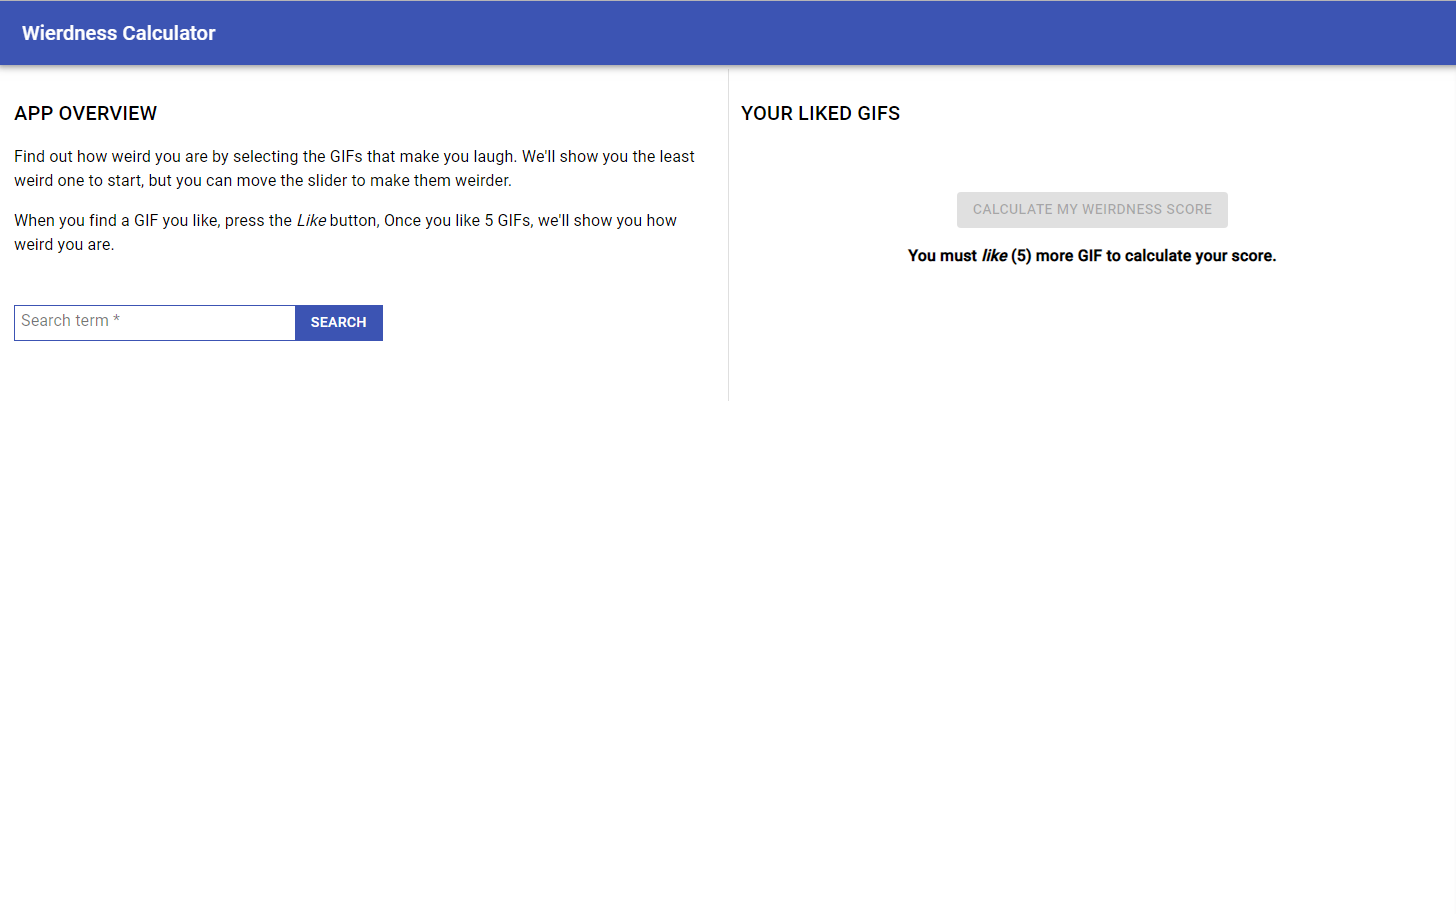 Wierdness Calculator
APP OVERVIEW
Find out how weird you are by selecting the GIFs that make you laugh. We'll show you the least
weird one to start, but you can move the slider to make them weirder.
When you find a GIF you like, press the Like button, Once you like 5 GIFs, we'll show you how
weird you are.
Search term *
SEARCH
YOUR LIKED GIFS
CALCULATE MY WEIRDNESS SCORE
You must like (5) more GIF to calculate your score.